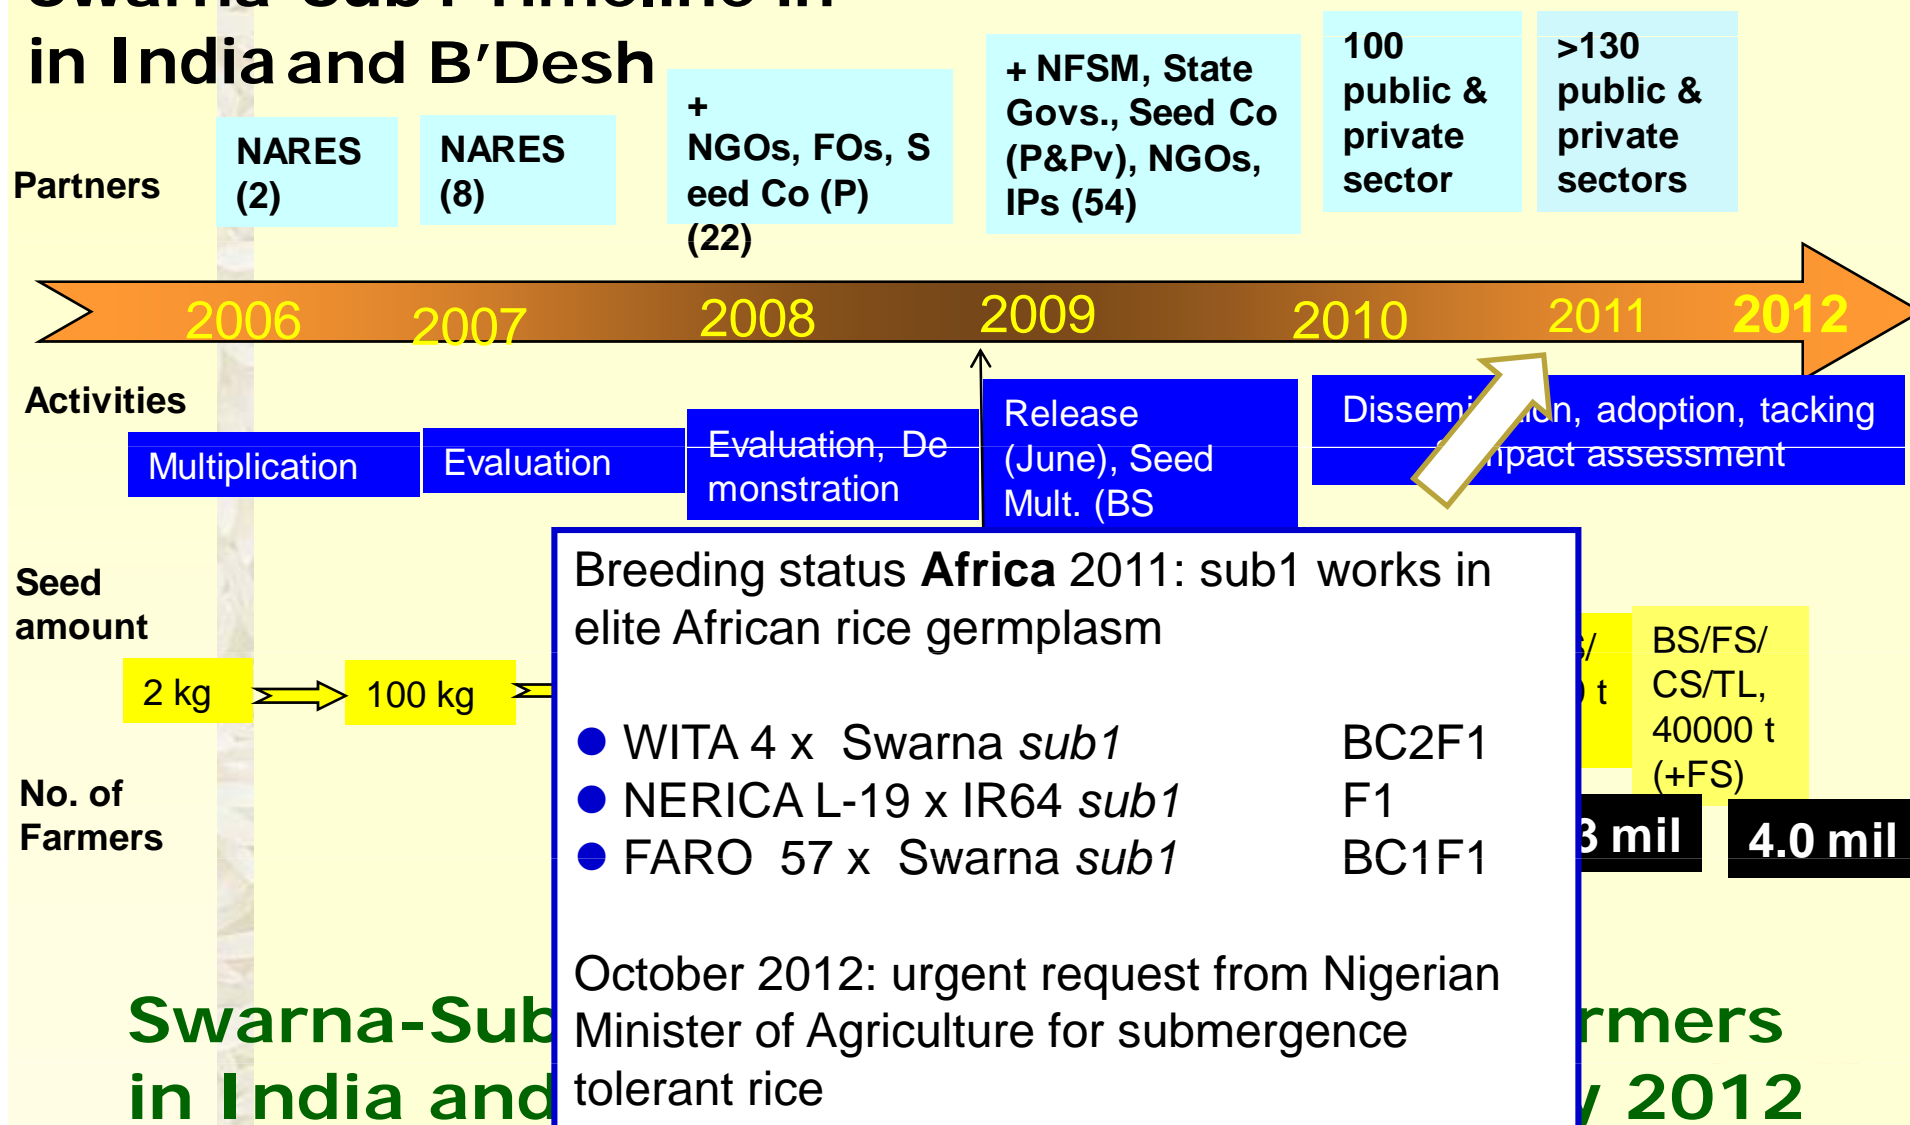 in India and B’Desh
Partners
NARES
(2)
NARES
(8)
+
NGOs, FOs, S
eed Co (P)
(22)
+ NFSM, State
Govs., Seed Co
(P&Pv), NGOs,
IPs (54)
100
public &
private
sector
>130
public &
private
sectors
2006
2007
2008
2009
2010
2011
2012
Activities
Multiplication
Evaluation
Evaluation, De
monstration
Release
(June), Seed
Mult. (BS
adoption, tacking
assessment
Seed
amount
2 kg
100 kg
t
BS/FS/
CS/TL,
40000 t
(+FS)
No. of
Farmers
mil
4.0 mil
Breeding status Africa 2011: sub1 works in
elite African rice germplasm
WITA 4 x Swarna sub1 BC2F1
NERICA L-19 x IR64 sub1 F1
FARO 57 x Swarna sub1 BC1F1
October 2012: urgent request from Nigerian
Minister of Agriculture for submergence
tolerant rice
in India and
2012